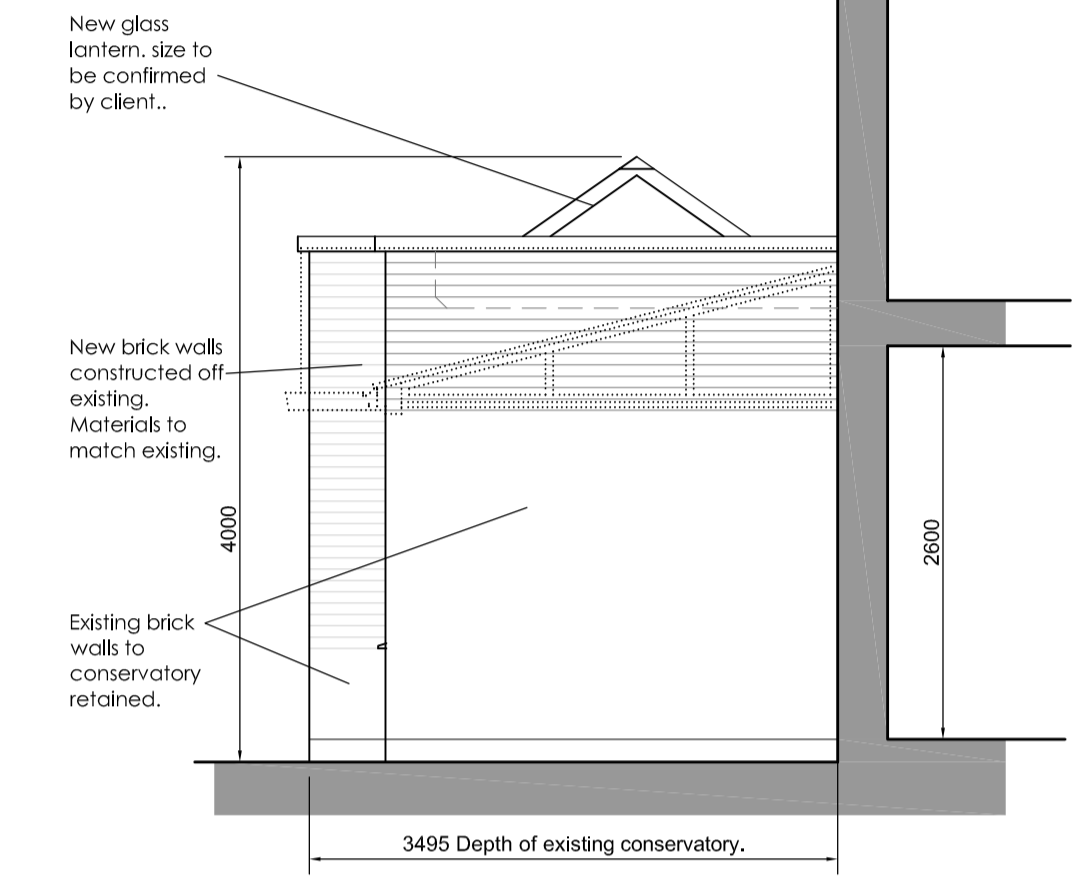 New glass
lantern. size to
be confirmed
by client..
New brick walls
constructed off
existing.
Materials to
match existing.
4000
2600
Existing brick
walls to
conservatory
retained.
3495 Depth of existing conservatory.